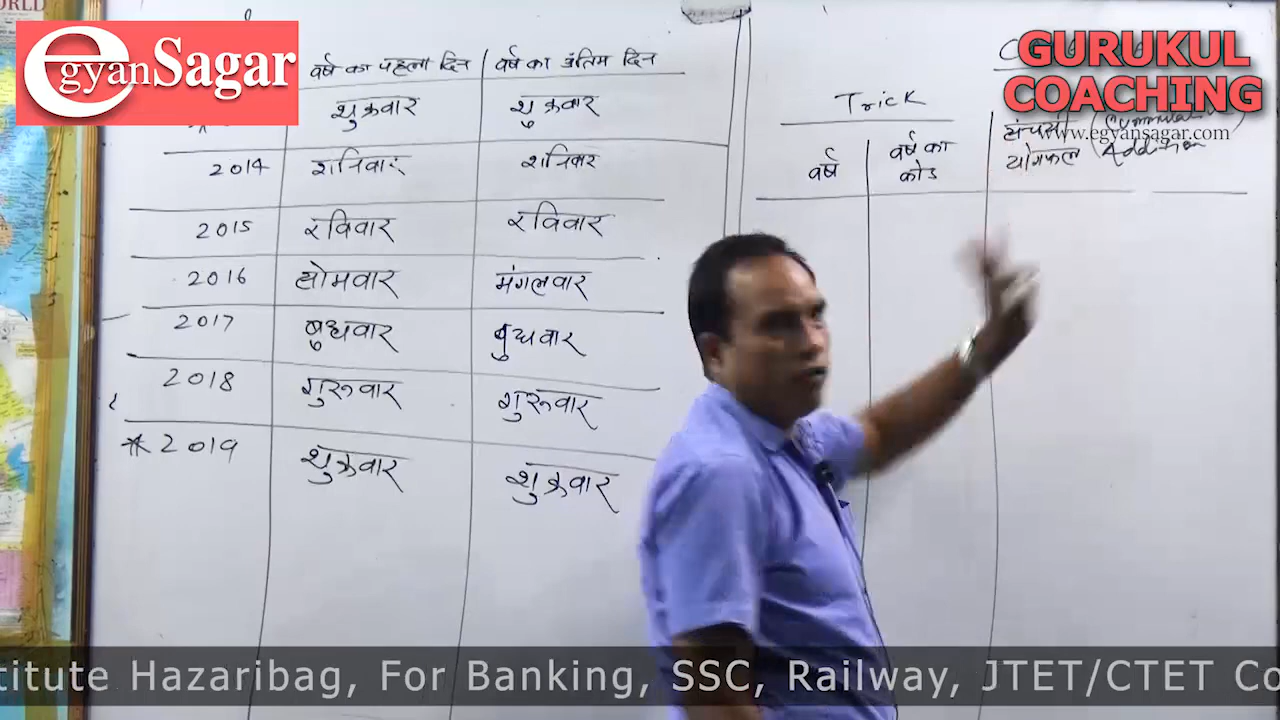 egyanSagar
GURUKUL
COACHING
www.egyansagar.com
वर्ष का पहला दिन वर्ष का अंतिम दिन
शुक्रवार शुक्रवार
2014 शनिवार शनिवार
2015 रविवार रविवार
2016 सोमवार मंगलवार
2017 बुधवार बुधवार
2018 गुरूवार गुरूवार
* 2019 शुक्रवार शुक्रवार
Trick
वर्ष वर्ष का कोड
योगफल Addition
titute Hazaribag, For Banking, SSC, Railway, JTET/CTET Co